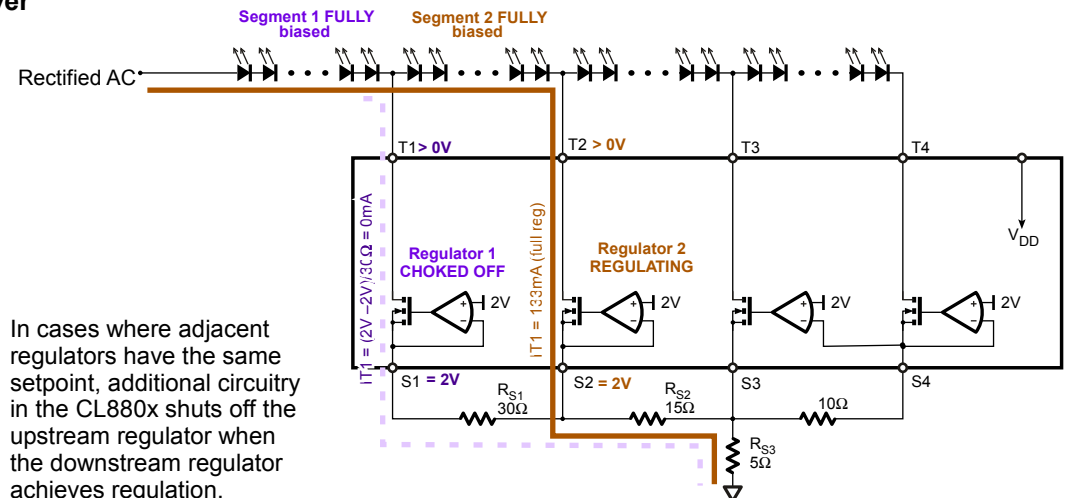 ver
Segment 1 FULLY
biased
Segment 2 FULLY
biased
Rectified AC
T1 > 0V
T2 > 0V
T3
T4
VDD
IT1 = (2V –2V)/30Ω = 0mA
IT1 = 133mA (full reg)
Regulator 1
CHOKED OFF
Regulator 2
REGULATING
2V
2V
2V
2V
S1 = 2V
S2 = 2V
S3
S4
RS1
30Ω
RS2
15Ω
10Ω
RS3
5Ω
In cases where adjacent
regulators have the same
setpoint, additional circuitry
in the CL880x shuts off the
upstream regulator when
the downstream regulator
achieves regulation.